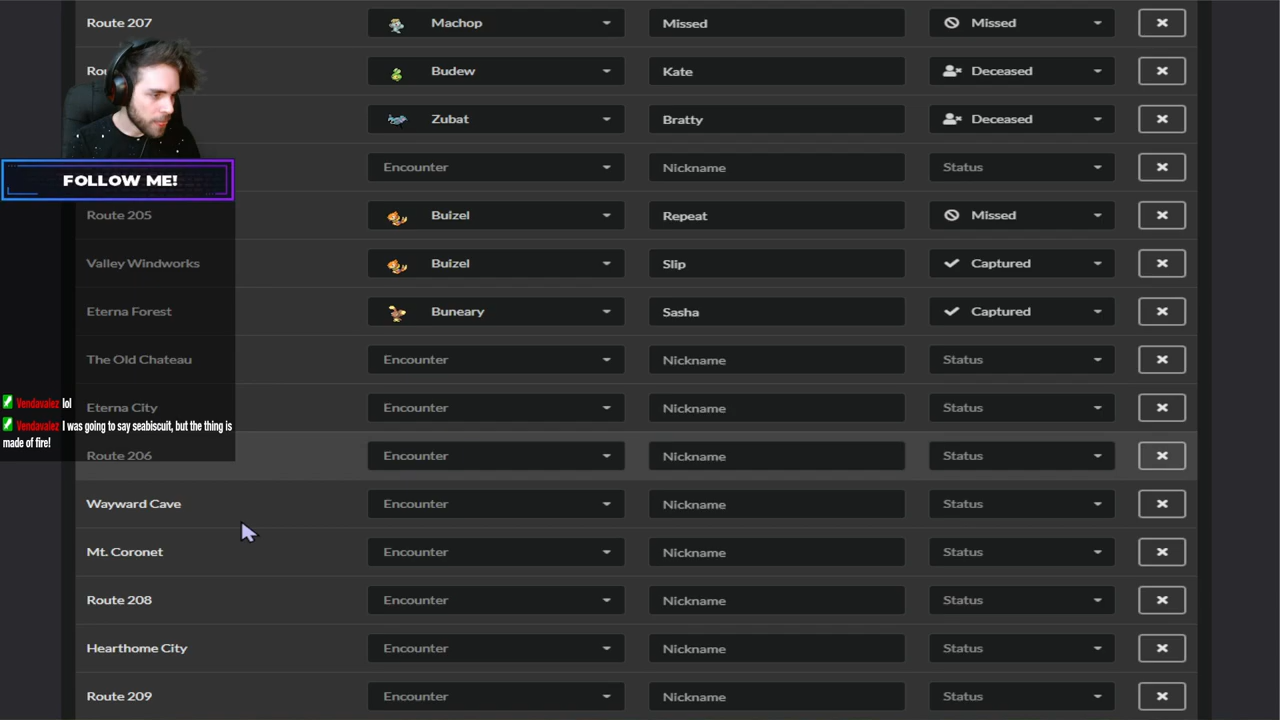 Route 207 Machop Missed Missed
Budew Kate Deceased
Zubat Bratty Deceased
Encounter Nickname Status
FOLLOW ME!
Route 205 Buizel Repeat Missed
Valley Windworks Buizel Slip Captured
Eterna Forest Buneary Sasha Captured
The Old Chateau Encounter Nickname Status
Vendavalez lol
Eterna City Encounter Nickname Status
Vendavalez I was going to say seabiscuit, but the thing is
made of fire!
Route 206 Encounter Nickname Status
Wayward Cave Encounter Nickname Status
Mt. Coronet Encounter Nickname Status
Route 208 Encounter Nickname Status
Hearthome City Encounter Nickname Status
Route 209 Encounter Nickname Status